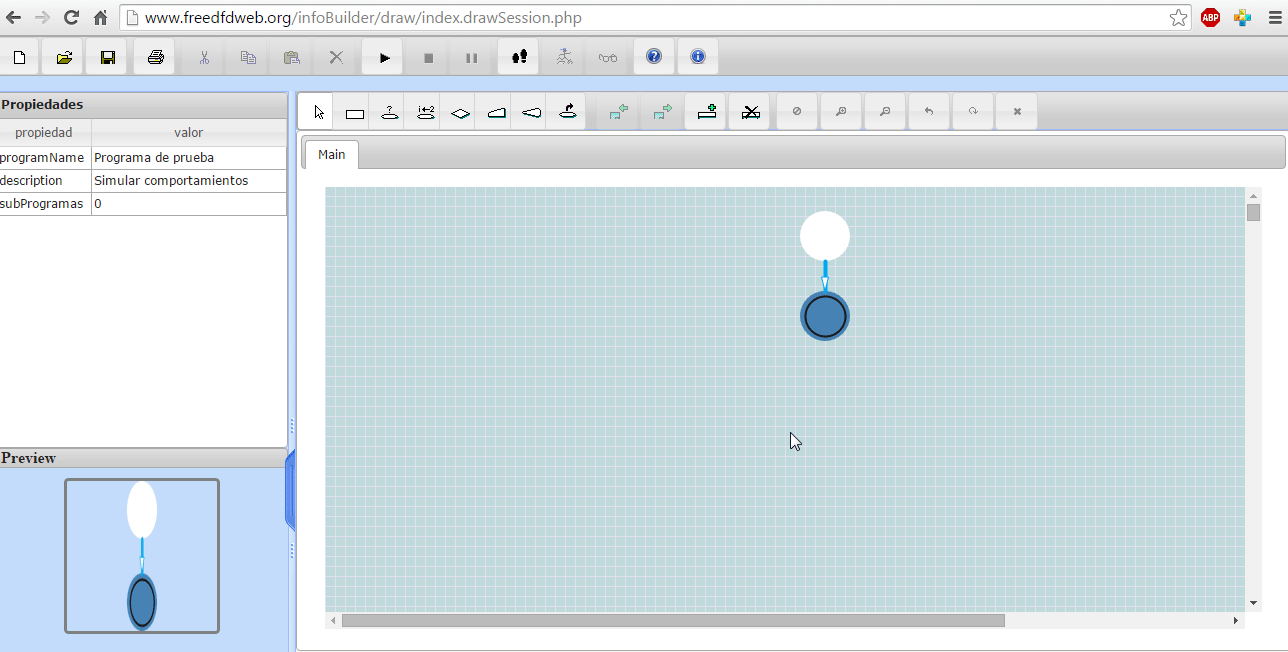 www.freedfdweb.org/infoBuilder/draw/index.drawSession.php
ABP
Propiedades
propiedad valor
programName Programa de prueba
description Simular comportamientos
subProgramas 0
Main
Preview